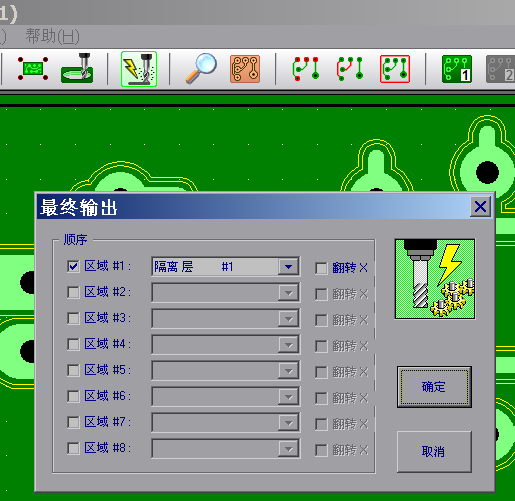 1)
) 帮助(H)
1
2
最终输出
顺序
区域 #1: 隔离层 #1 翻转 X
区域 #2: 翻转 X
区域 #3: 翻转 X
区域 #4: 翻转 X
区域 #5: 翻转 X
区域 #6: 翻转 X
区域 #7: 翻转 X
区域 #8: 翻转 X
确定
取消